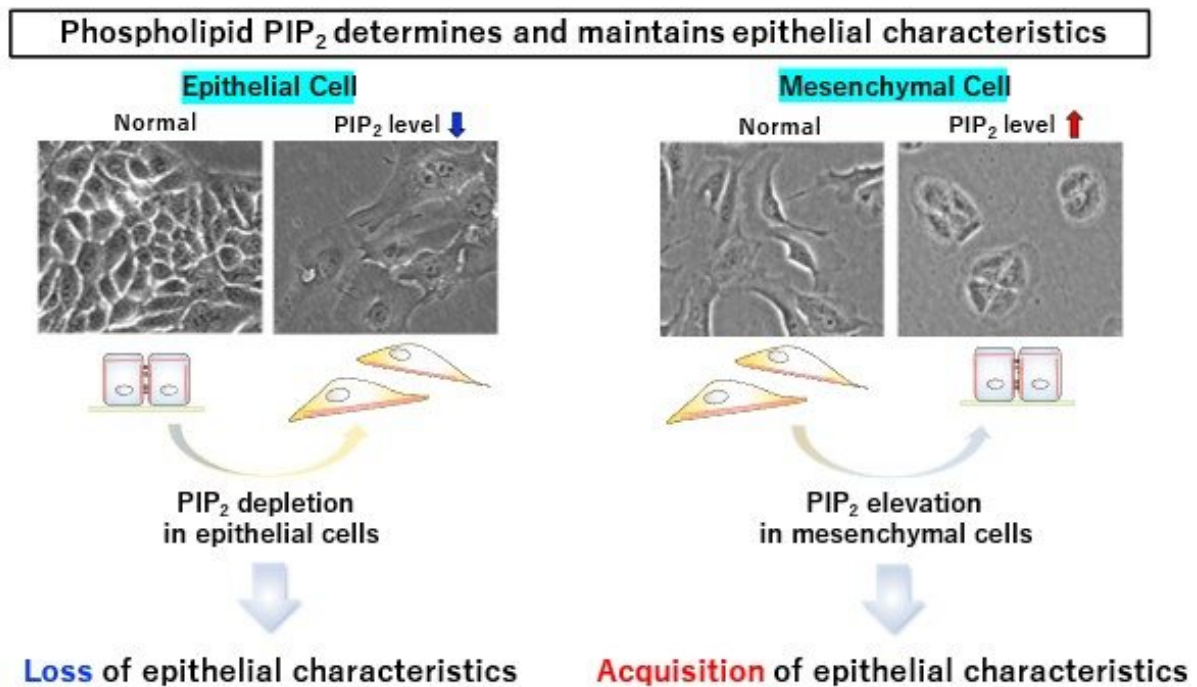 Phospholipid PIP₂ determines and maintains epithelial characteristics
Epithelial Cell
Normal
PIP₂ level
PIP₂ depletion
in epithelial cells
Loss of epithelial characteristics
Mesenchymal Cell
Normal
PIP₂ level
PIP₂ elevation
in mesenchymal cells
Acquisition of epithelial characteristics